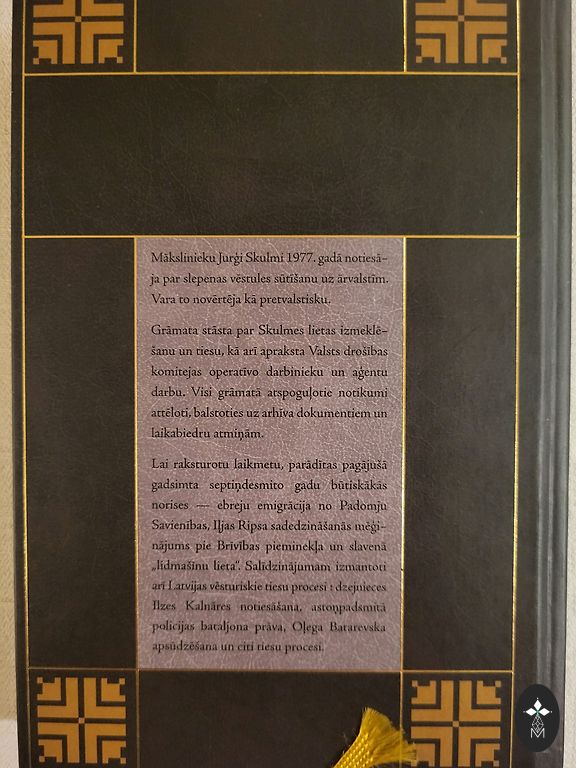 Māksliniekų Jurģi Skulmi 1977. gadā notiesā-
ja par slepenas vēstules sūtīšanu uz ārvalstīm.
Vara to novērtēja kā pretvalstisku.
Grāmata stāsta par Skulmes lietas izmeklē-
šanu un tiesu, kā arī apraksta Valsts drošības
komitejas operatīvo darbinieku un aģentu
darbu. Visi grāmatā atspoguļotie notikumi
attēloti, balstoties uz arhīva dokumentiem un
laikabiedru atmiņām.
Lai raksturotu laikmetu, parādītas pagājušā
gadsimta septiņdesmito gadu būtiskākās
norises — ebreju emigrācija no Padomju
Savienības, Iļjas Ripsa sadedzināšanās mēģi-
nājums pie Brīvības pieminekļa un slavenā
„lidmašīnu lieta". Salīdzinājumam izmantoti
arī Latvijas vēsturiskie tiesu procesi : dzejnieces
Ilzes Kalnāres notiesāšana, astoņpadsmitā
policijas bataljona prāva, Oļega Batarevska
apsūdzēšana un citi tiesu procesi.
M